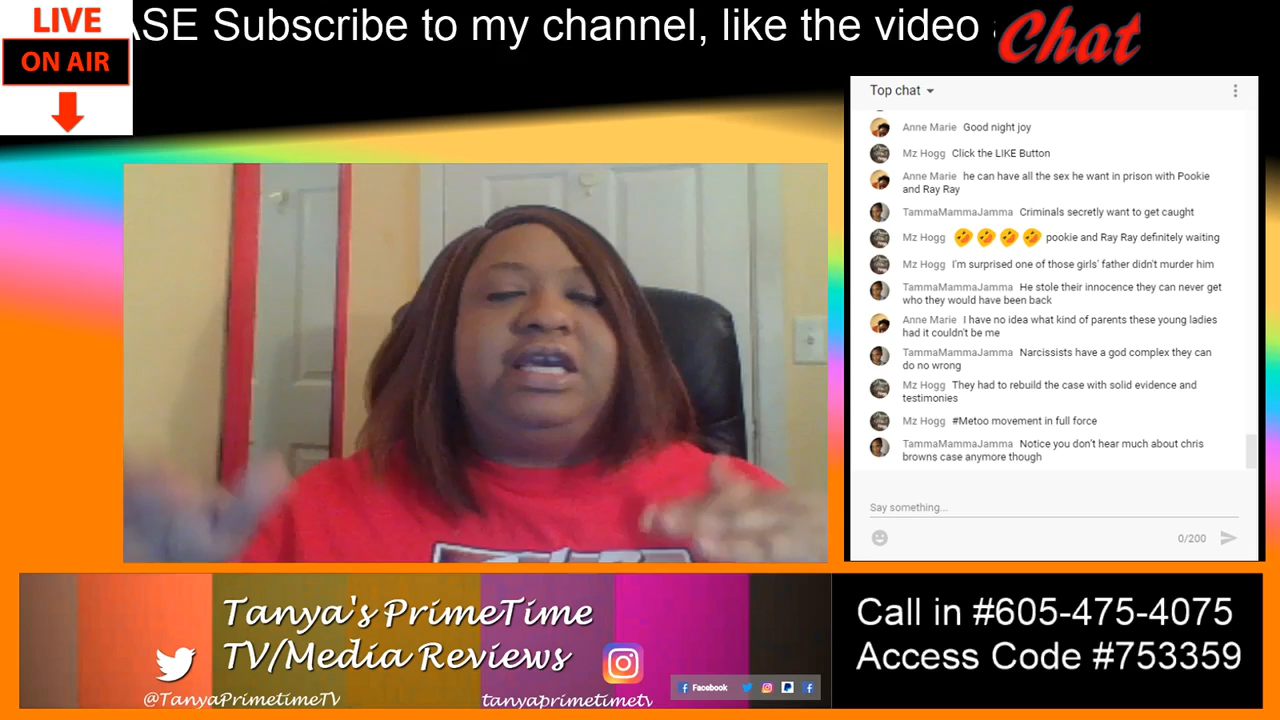 LIVE
ON AIR
ASE Subscribe to my channel, like the video
Chat
Top chat
Anne Marie Good night joy
Mz Hogg Click the LIKE Button
Anne Marie he can have all the sex he want in prison with Pookie
and Ray Ray
TammaMammaJamma Criminals secretly want to get caught
Mz Hogg pookie and Ray Ray definitely waiting
Mz Hogg I'm surprised one of those girls' father didn't murder him
TammaMammaJamma He stole their innocence they can never get
who they would have been back
Anne Marie I have no idea what kind of parents these young ladies
had it couldn't be me
TammaMammaJamma Narcissists have a god complex they can
do no wrong
Mz Hogg They had to rebuild the case with solid evidence and
testimonies
Mz Hogg #Metoo movement in full force
TammaMammaJamma Notice you don't hear much about chris
browns case anymore though
Say something...
0/200
Tanya's PrimeTime
TV/Media Reviews
@TanyaPrimetimeTV
tanyaprimetimetv
Facebook
Call in #605-475-4075
Access Code #753359